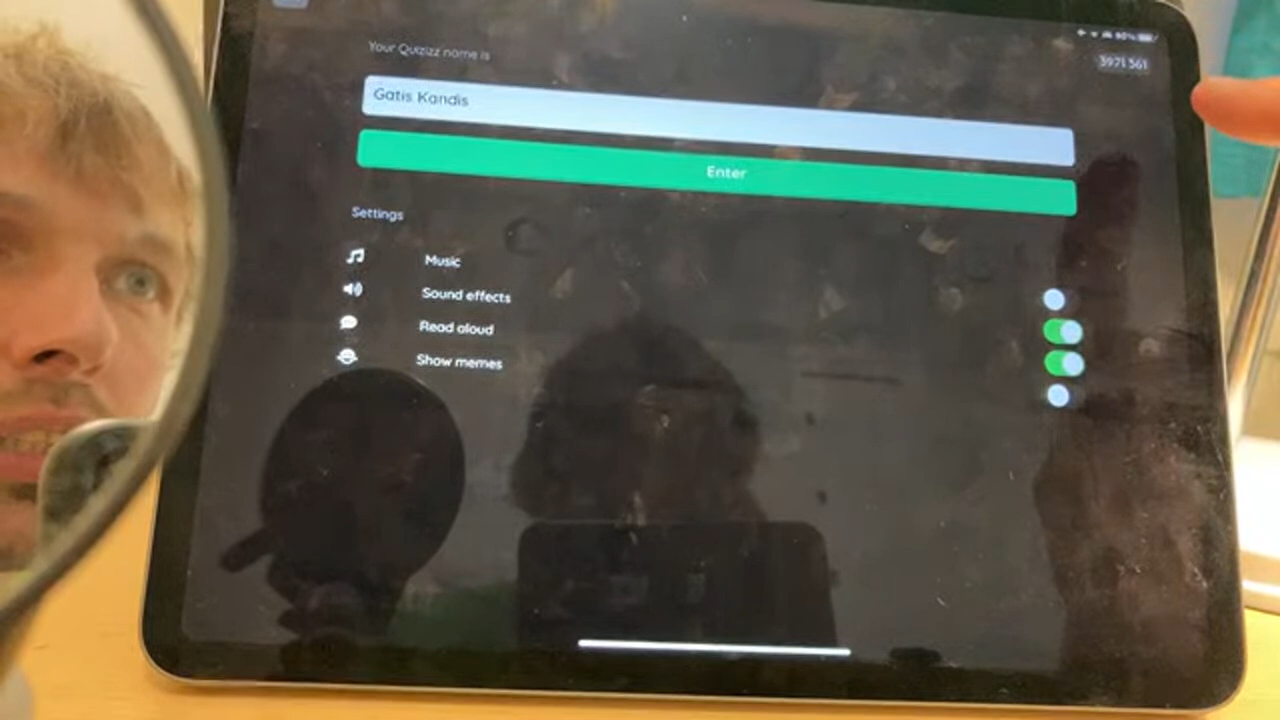 Your Quizizz name is
3971 561
Gatis Kandis
Enter
Settings
Music
Sound effects
Read aloud
Show memes